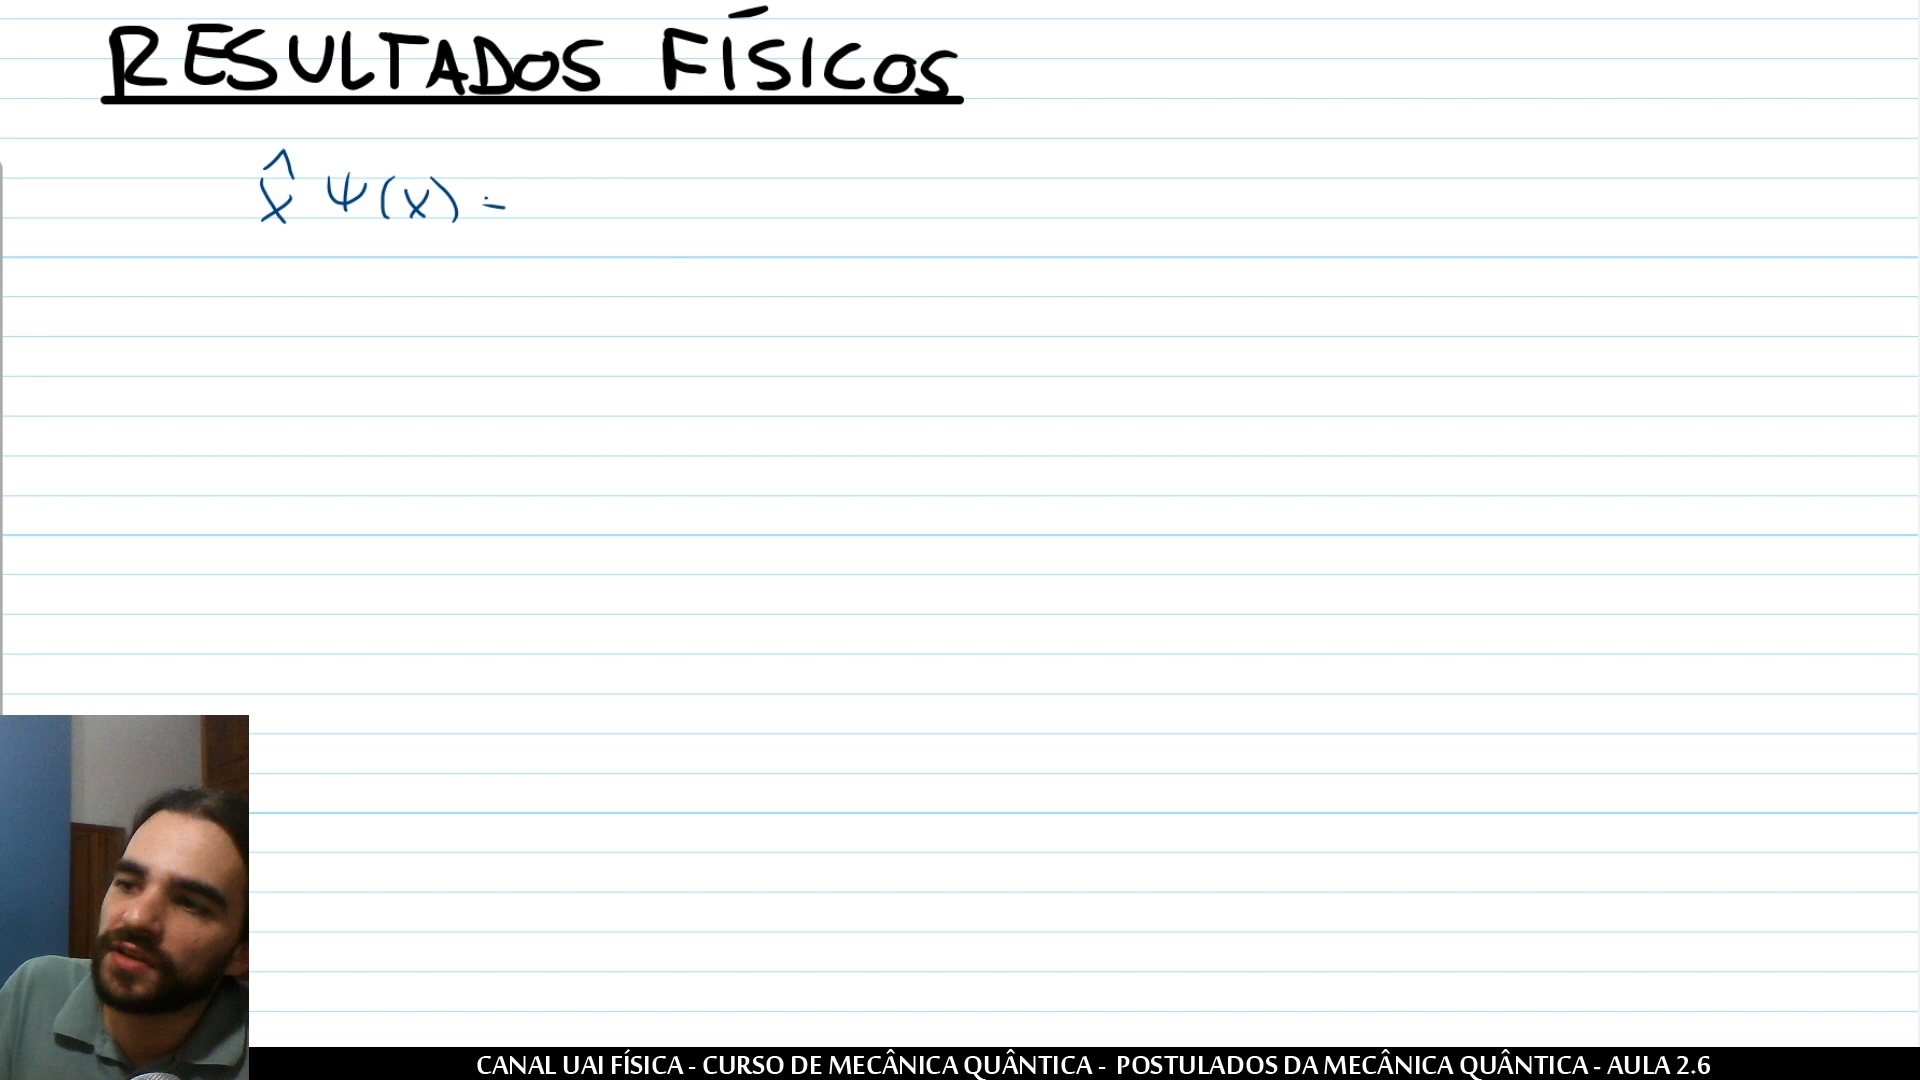 RESULTADOS FÍSICOS
x̂ Ψ(x) =
CANAL UAI FÍSICA - CURSO DE MECÂNICA QUÂNTICA - POSTULADOS DA MECÂNICA QUÂNTICA - AULA 2.6